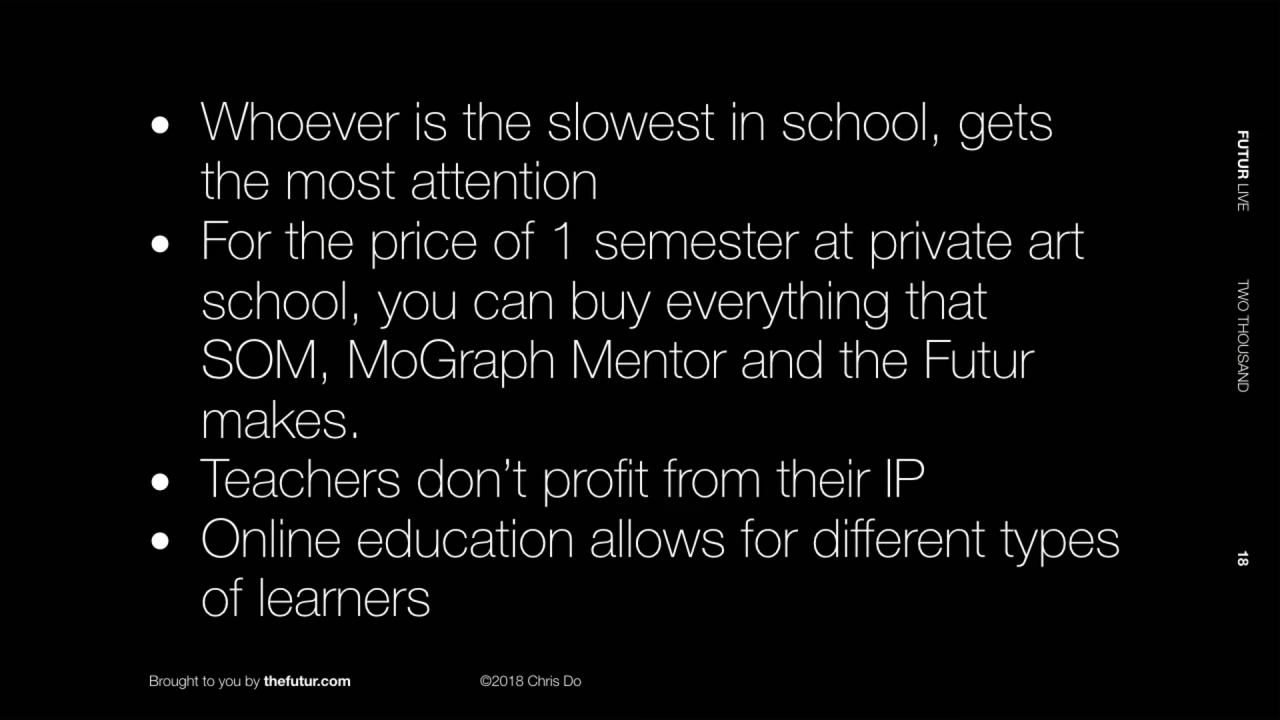 • Whoever is the slowest in school, gets
the most attention
• For the price of 1 semester at private art
school, you can buy everything that
SOM, MoGraph Mentor and the Futur
makes.
• Teachers don’t profit from their IP
• Online education allows for different types
of learners
Brought to you by thefutur.com
©2018 Chris Do
FUTUR LIVE
TWO THOUSAND
18